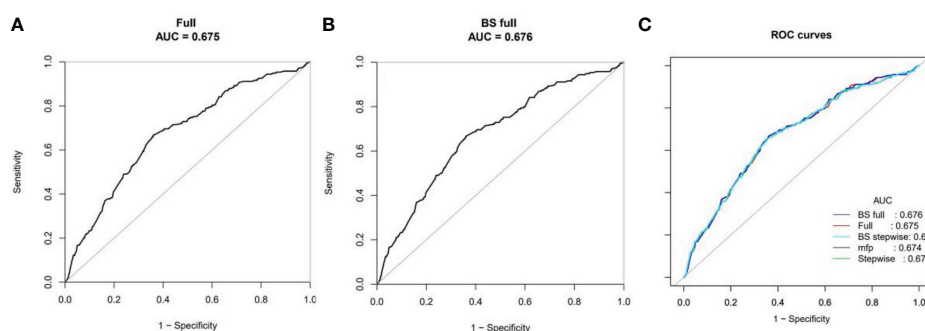 A
Full
AUC = 0.675
Sensitivity
1.0
0.8
0.6
0.4
0.2
0.0
0.0 0.2 0.4 0.6 0.8 1.0
1 − Specificity
B
BS full
AUC = 0.676
Sensitivity
1.0
0.8
0.6
0.4
0.2
0.0
0.0 0.2 0.4 0.6 0.8 1.0
1 − Specificity
C
ROC curves
AUC
BS full : 0.676
Full : 0.675
BS stepwise: 0.6
mfp : 0.674
Stepwise : 0.67
0.0 0.2 0.4 0.6 0.8 1.0
1 − Specificity